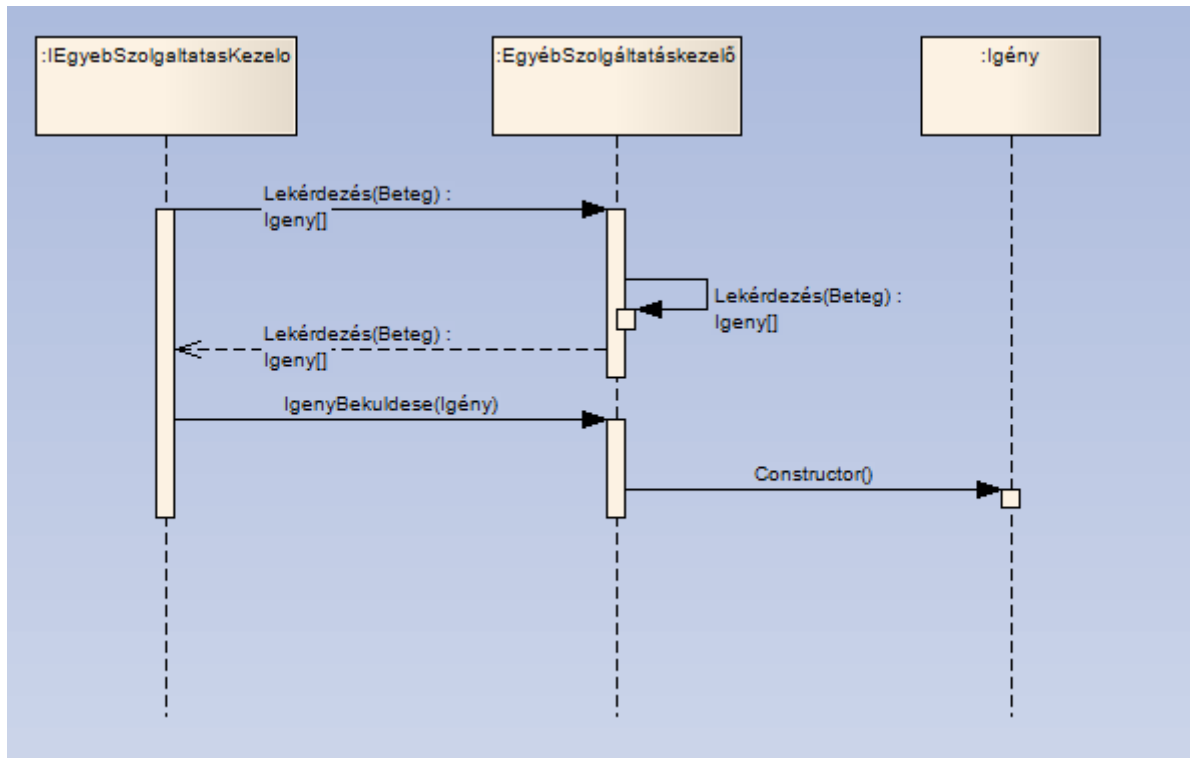 :IEgyebSzolgaltatasKezelo
:EgyébSzolgáltatáskezelő
:Igény
Lekérdezés(Beteg) :
Igeny[]
Lekérdezés(Beteg) :
Igeny[]
Lekérdezés(Beteg) :
Igeny[]
IgenyBekuldese(Igény)
Constructor()